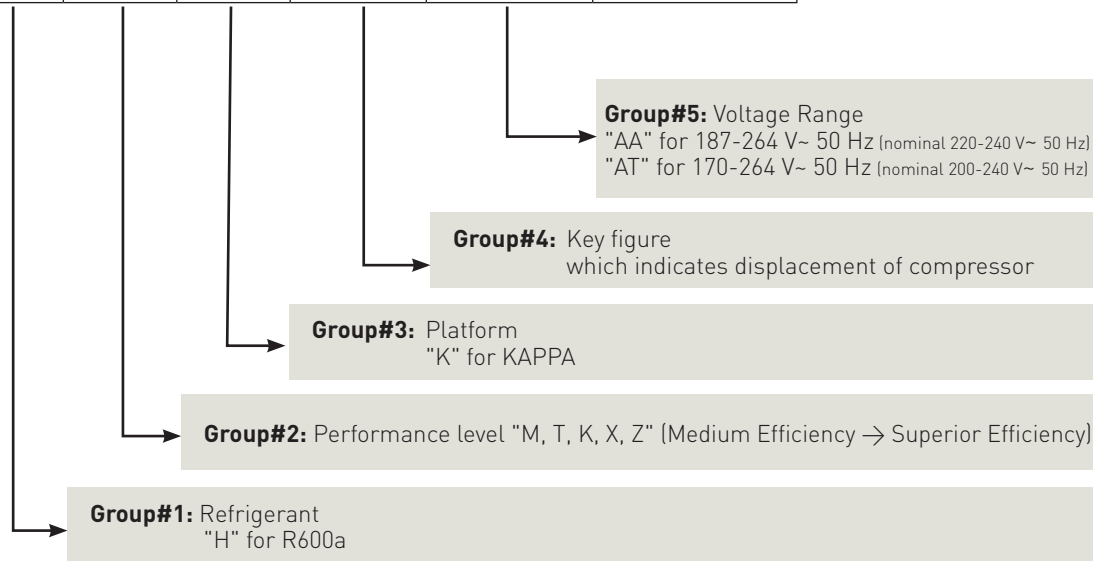 Group#5: Voltage Range
"AA" for 187-264 V~ 50 Hz (nominal 220-240 V~ 50 Hz)
"AT" for 170-264 V~ 50 Hz (nominal 200-240 V~ 50 Hz)
Group#4: Key figure
which indicates displacement of compressor
Group#3: Platform
"K" for KAPPA
Group#2: Performance level "M, T, K, X, Z" (Medium Efficiency → Superior Efficiency)
Group#1: Refrigerant
"H" for R600a